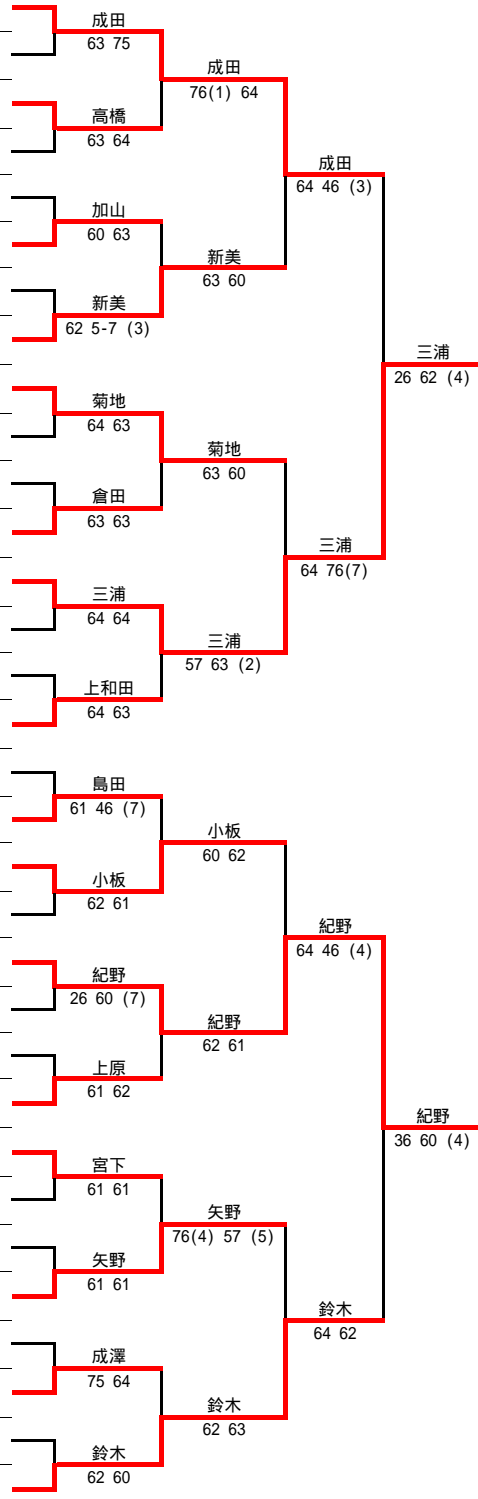 成田
63 75
成田
76(1) 64
高橋
63 64
成田
64 46 (3)
加山
60 63
新美
63 60
新美
62 5-7 (3)
三浦
26 62 (4)
菊地
64 63
菊地
63 60
倉田
63 63
三浦
64 76(7)
三浦
64 64
三浦
57 63 (2)
上和田
64 63
島田
61 46 (7)
小板
60 62
小板
62 61
紀野
64 46 (4)
紀野
26 60 (7)
紀野
62 61
上原
61 62
紀野
36 60 (4)
宮下
61 61
矢野
76(4) 57 (5)
矢野
61 61
鈴木
64 62
成澤
75 64
鈴木
62 63
鈴木
62 60